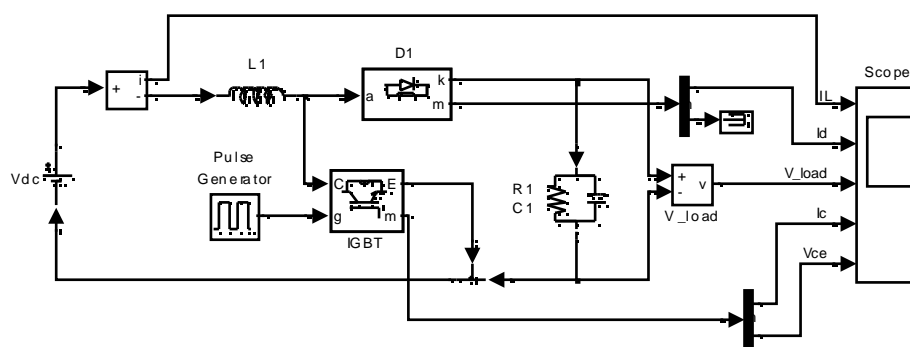 Scope
L1
D1
i
+
-
k
a
m
IL
Id
Vdc
Pulse
Generator
C
E
g
m
IGBT
R1
C1
+
-
v
V_load
V_load
Ic
Vce